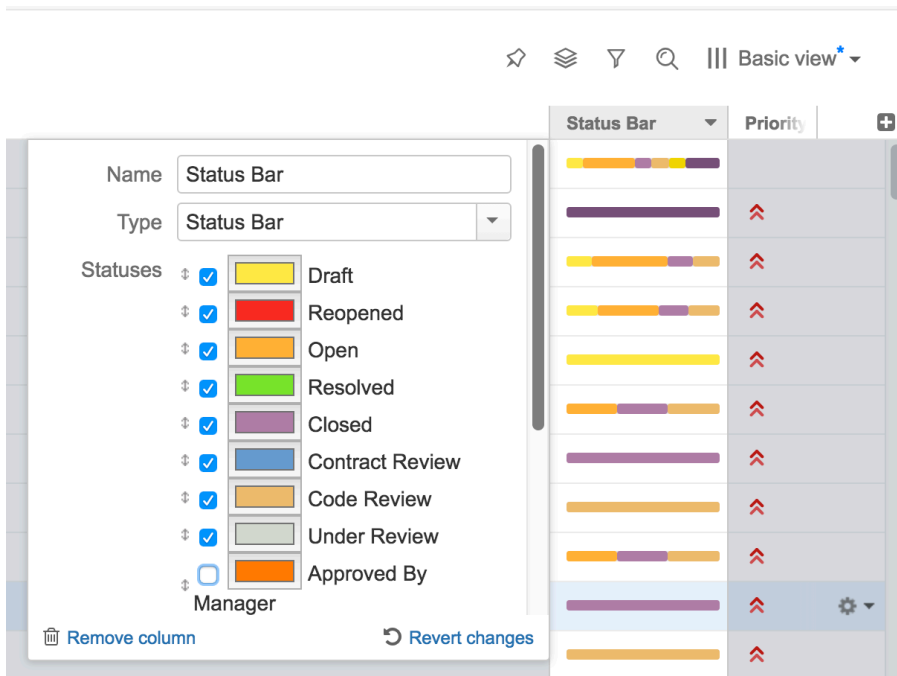 Basic view*
Status Bar
Priority
Name
Status Bar
Type
Status Bar
Statuses
Draft
Reopened
Open
Resolved
Closed
Contract Review
Code Review
Under Review
Approved By
Manager
Remove column
Revert changes